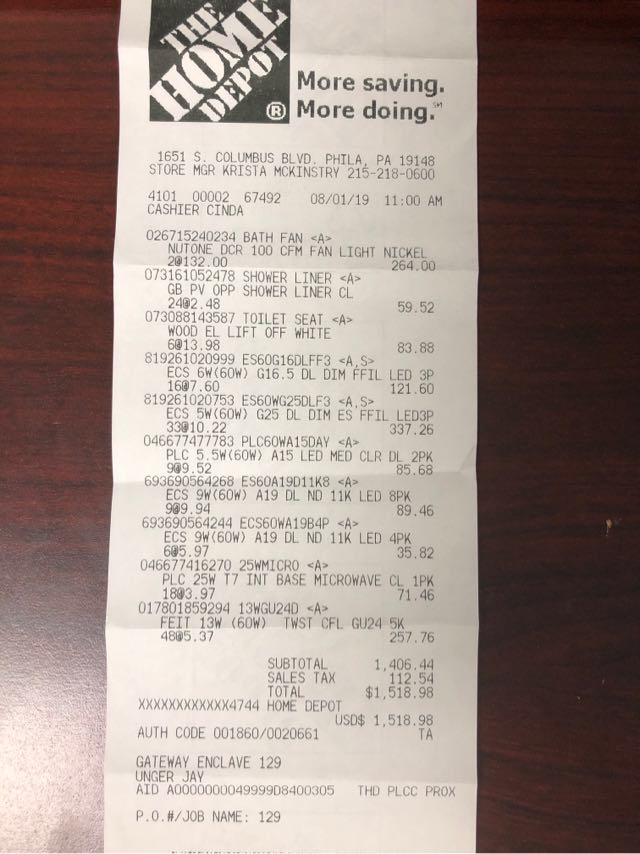 THE
HOME
DEPOT
®
More saving.
More doing.℠
1651 S. COLUMBUS BLVD. PHILA, PA 19148
STORE MGR KRISTA MCKINSTRY 215-218-0600
4101 00002 67492 08/01/19 11:00 AM
CASHIER CINDA
026715240234 BATH FAN <A>
NUTONE DCR 100 CFM FAN LIGHT NICKEL
2@132.00 264.00
073161052478 SHOWER LINER <A>
GB PV OPP SHOWER LINER CL
24@2.48 59.52
073088143587 TOILET SEAT <A>
WOOD EL LIFT OFF WHITE
6@13.98 83.88
819261020999 ES60G16DLFF3 <A,S>
ECS 6W(60W) G16.5 DL DIM FFIL LED 3P
16@7.60 121.60
819261020753 ES60WG25DLF3 <A,S>
ECS 5W(60W) G25 DL DIM ES FFIL LED3P
33@10.22 337.26
046677477783 PLC60WA15DAY <A>
PLC 5.5W(60W) A15 LED MED CLR DL 2PK
9@9.52 85.68
693690564268 ES60A19D11K8 <A>
ECS 9W(60W) A19 DL ND 11K LED 8PK
9@9.94 89.46
693690564244 ECS60WA19B4P <A>
ECS 9W(60W) A19 DL ND 11K LED 4PK
6@5.97 35.82
046677416270 25WMICRO <A>
PLC 25W T7 INT BASE MICROWAVE CL 1PK
18@3.97 71.46
017801859294 13WGU24D <A>
FEIT 13W (60W) TWST CFL GU24 5K
48@5.37 257.76
SUBTOTAL 1,406.44
SALES TAX 112.54
TOTAL $1,518.98
XXXXXXXXXXXX4744 HOME DEPOT
USD$ 1,518.98
AUTH CODE 001860/0020661 TA
GATEWAY ENCLAVE 129
UNGER JAY
AID A0000000049999D8400305 THD PLCC PROX
P.O.#/JOB NAME: 129